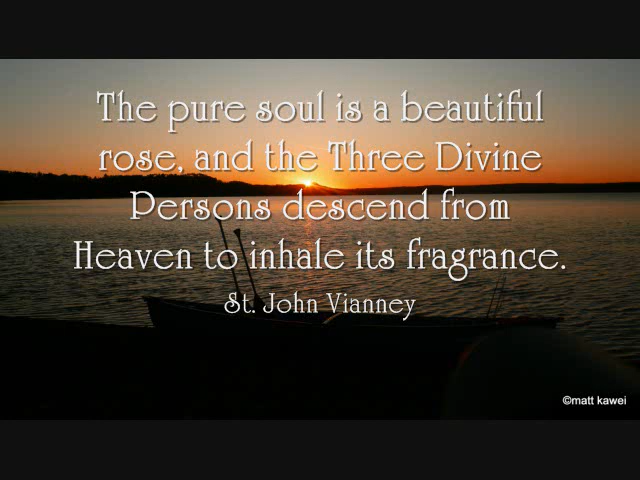 The pure soul is a beautiful
rose, and the Three Divine
Persons descend from
Heaven to inhale its fragrance.
St. John Vianney
©matt kawei